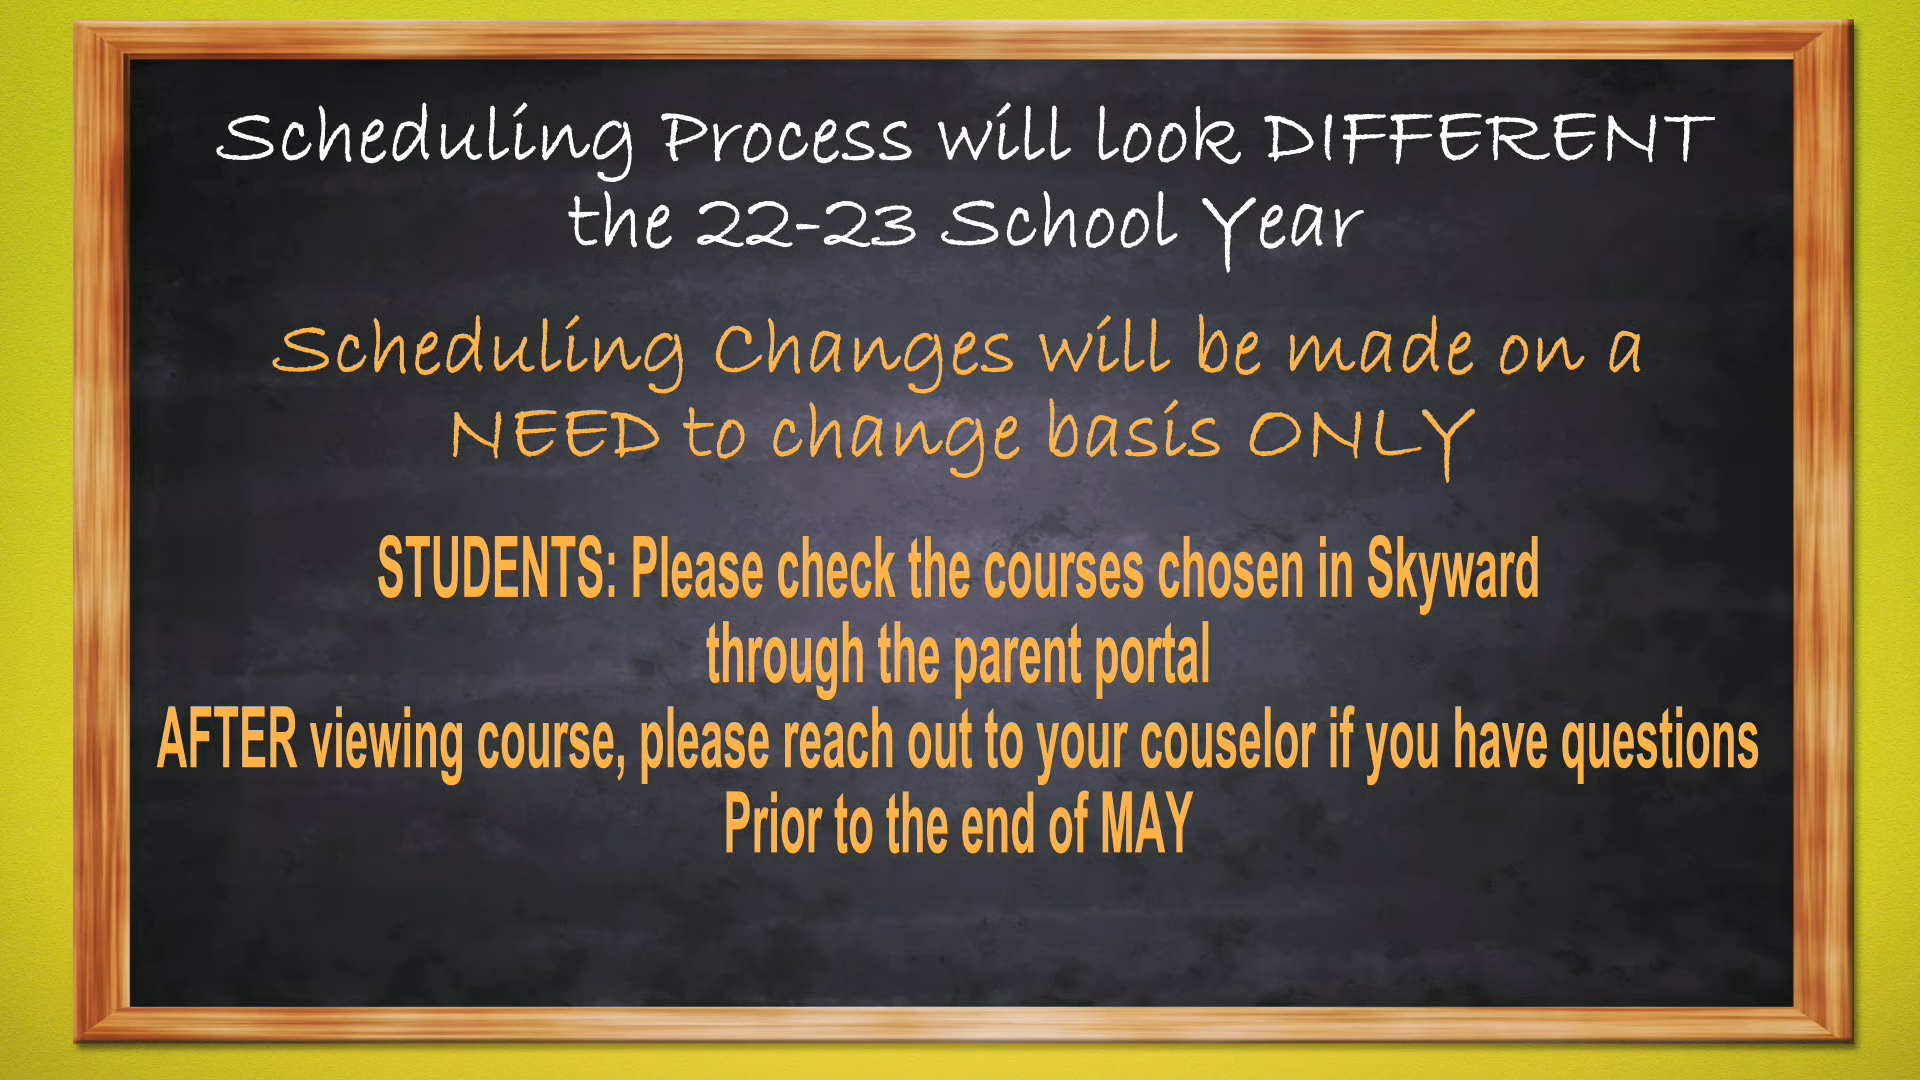 Scheduling Process will look DIFFERENT
the 22-23 School Year
Scheduling Changes will be made on a
NEED to change basis ONLY
STUDENTS: Please check the courses chosen in Skyward
through the parent portal
AFTER viewing course, please reach out to your couselor if you have questions
Prior to the end of MAY